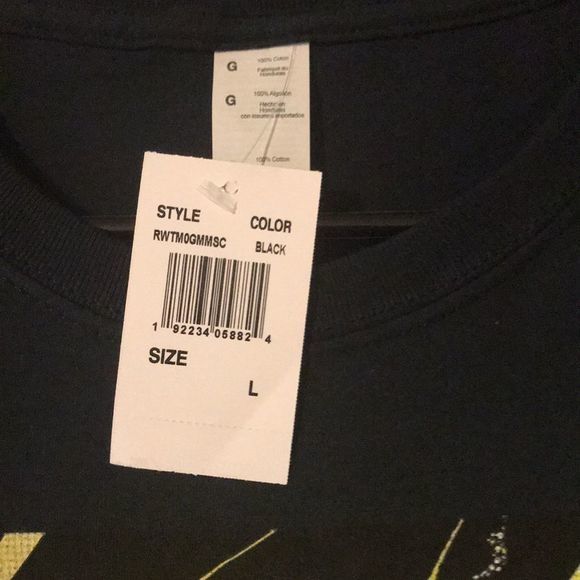 G
100% Coton
Fabriqué au
Honduras
G
100% Algodón
Hecho en
Honduras
con insumos importados
100% Cotton
STYLE COLOR
RWTM0GMMSC BLACK
1 92234 05882 4
SIZE
L